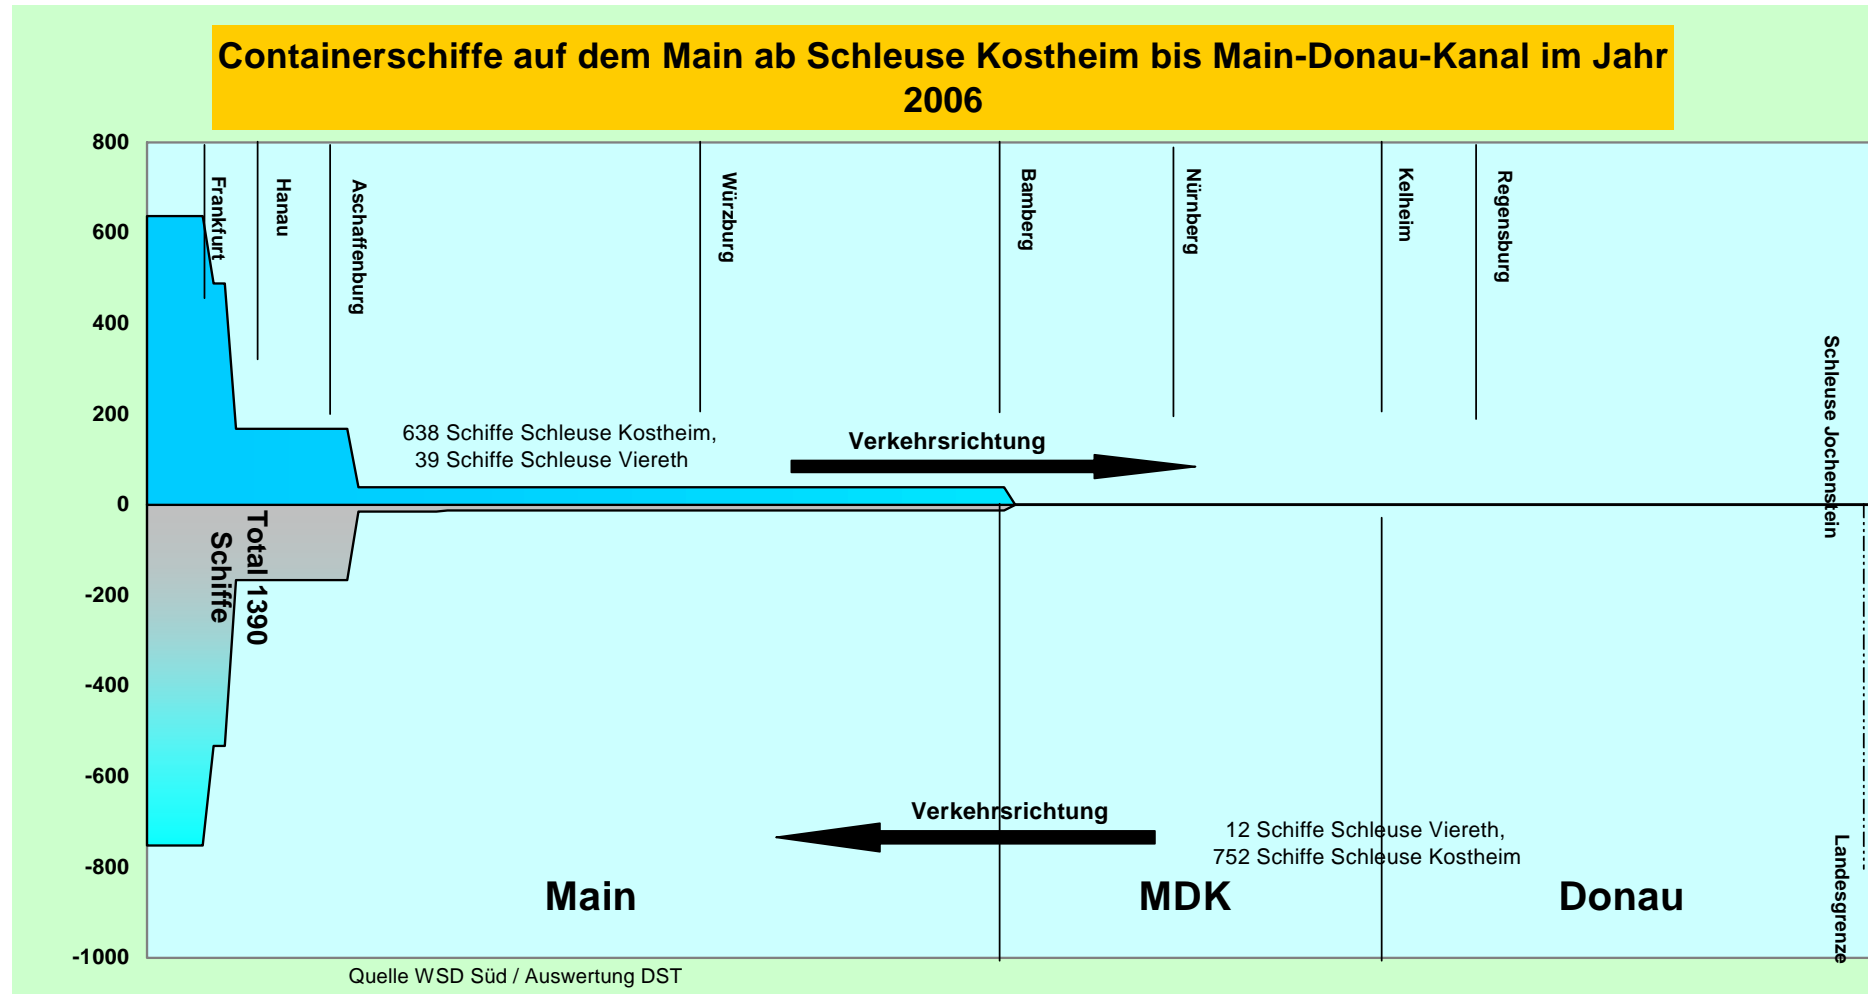 Containerschiffe auf dem Main ab Schleuse Kostheim bis Main-Donau-Kanal im Jahr
2006
800
600
400
200
0
-200
-400
-600
-800
-1000
Frankfurt
Hanau
Aschaffenburg
Würzburg
Bamberg
Nürnberg
Kelheim
Regensburg
Schleuse Jochenstein
638 Schiffe Schleuse Kostheim,
39 Schiffe Schleuse Viereth
Verkehrsrichtung
Total 1390
Schiffe
Verkehrsrichtung
12 Schiffe Schleuse Viereth,
752 Schiffe Schleuse Kostheim
Landesgrenze
Main
MDK
Donau
Quelle WSD Süd / Auswertung DST